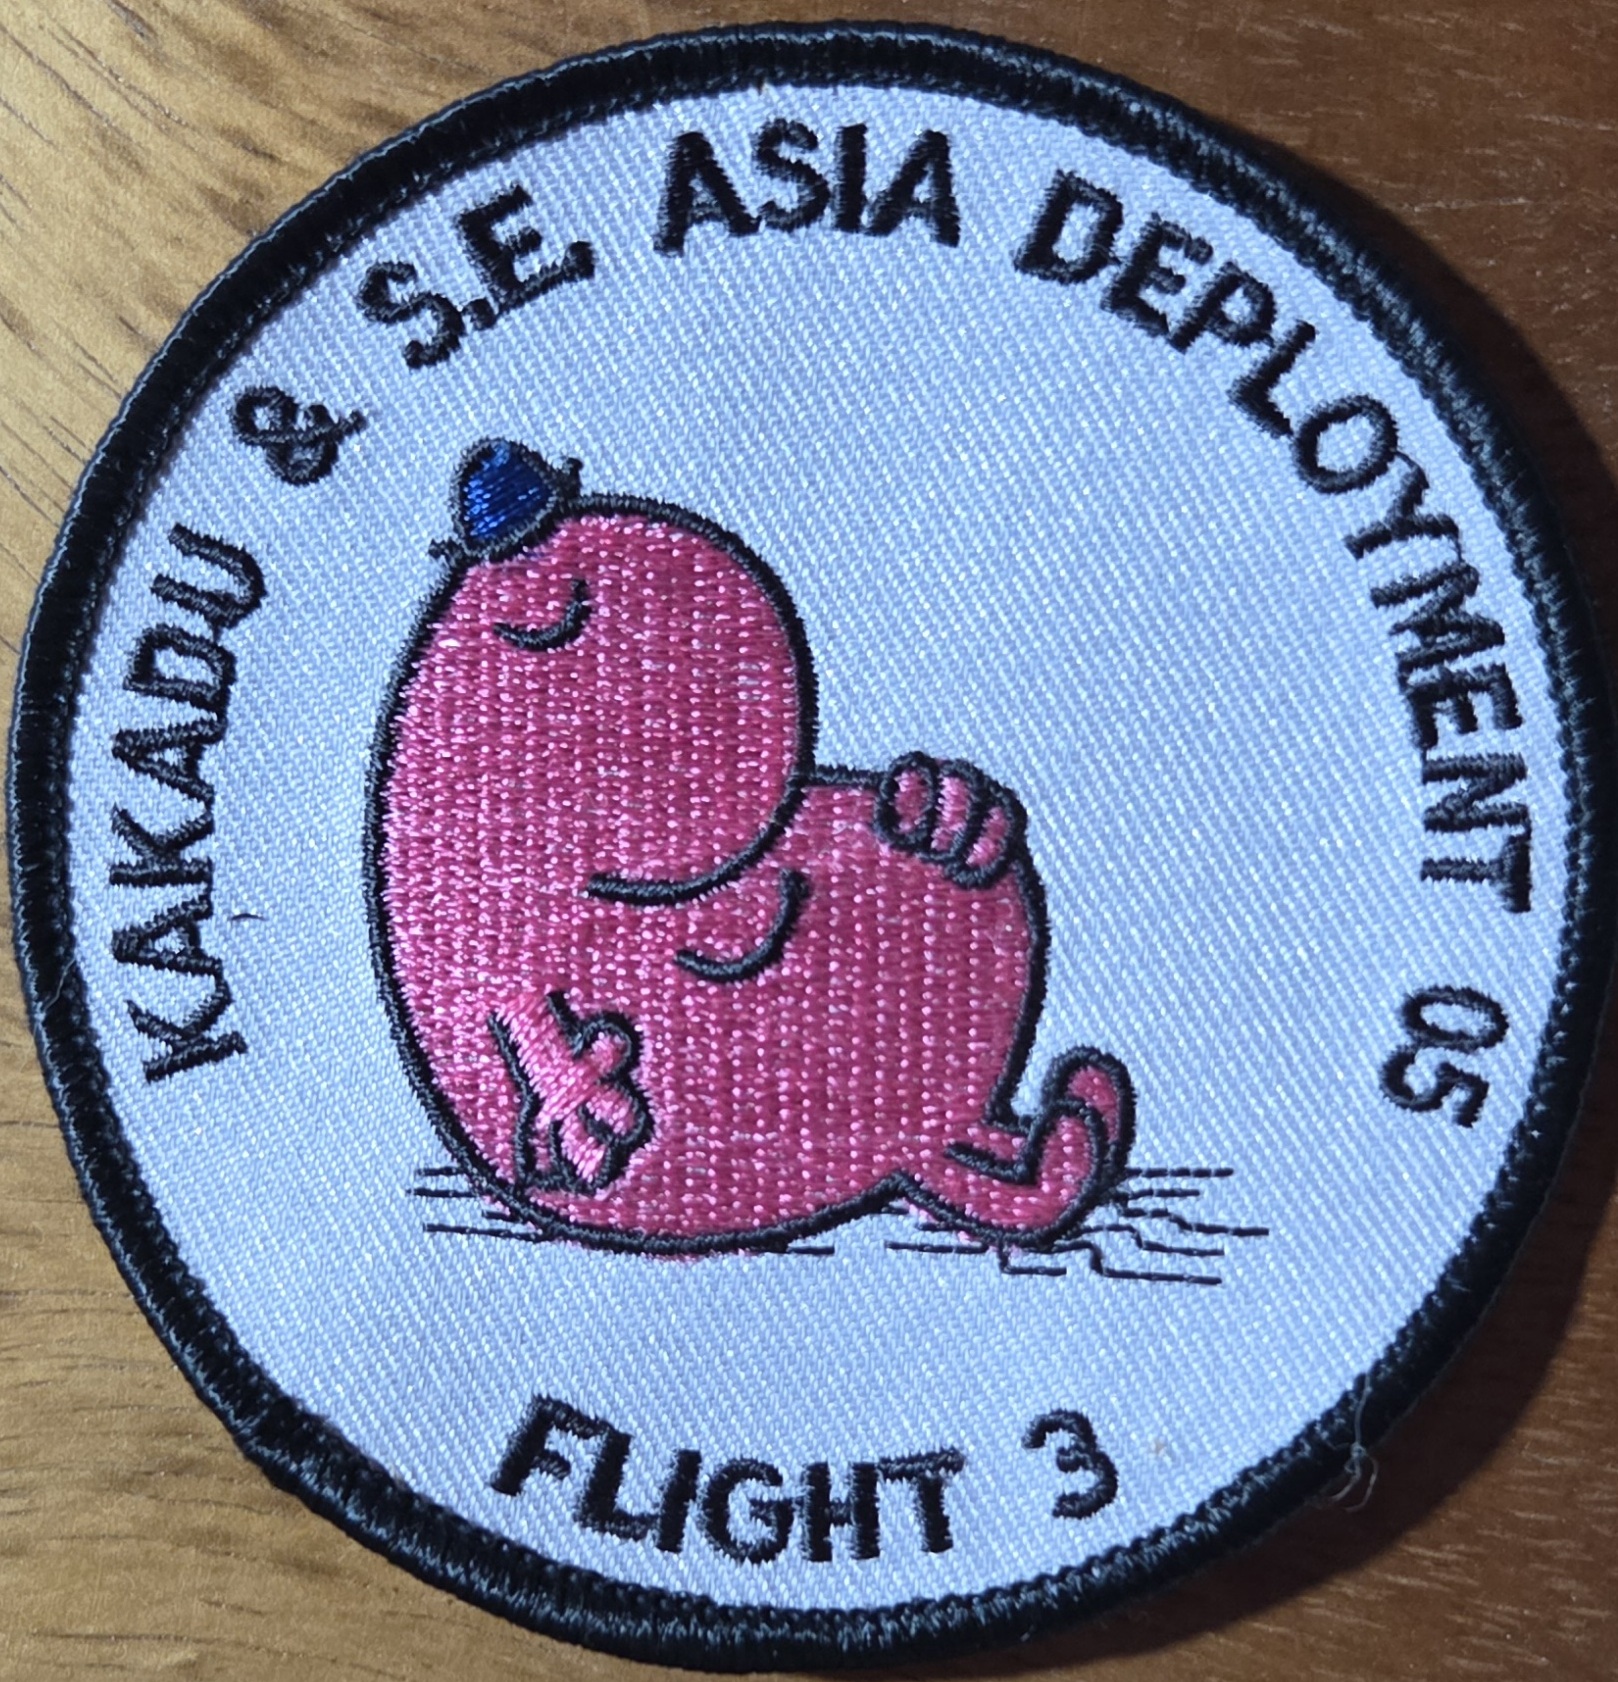 KAKADU & S.E. ASIA DEPLOYMENT 05
FLIGHT 3